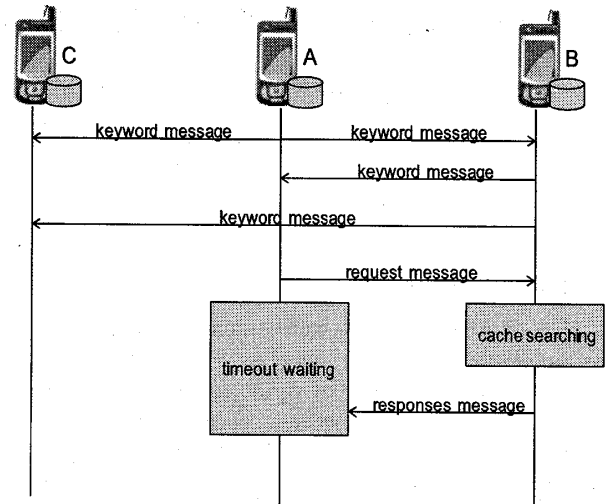 C
A
B
keyword message
keyword message
keyword message
keyword message
request message
cache searching
timeout waiting
responses message